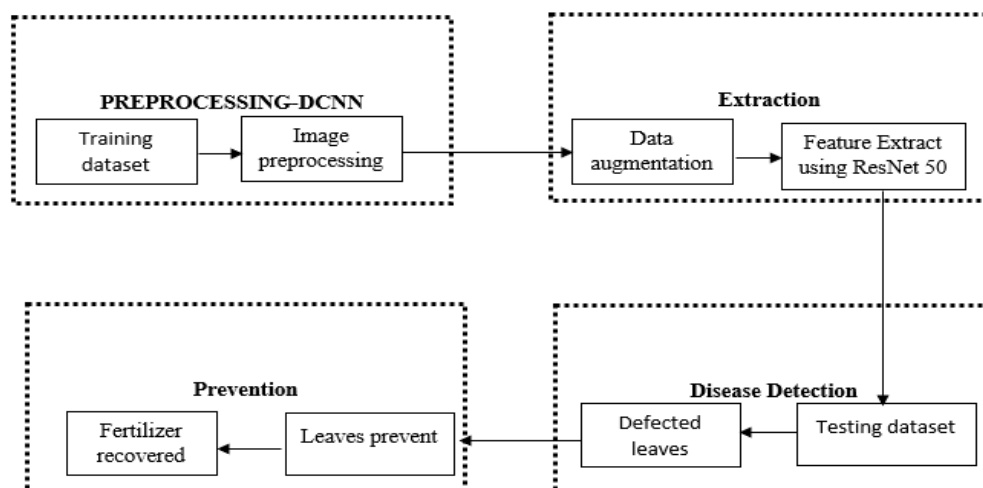 PREPROCESSING-DCNN
Training
dataset
Image
preprocessing
Extraction
Data
augmentation
Feature Extract
using ResNet 50
Prevention
Fertilizer
recovered
Leaves prevent
Disease Detection
Defected
leaves
Testing dataset